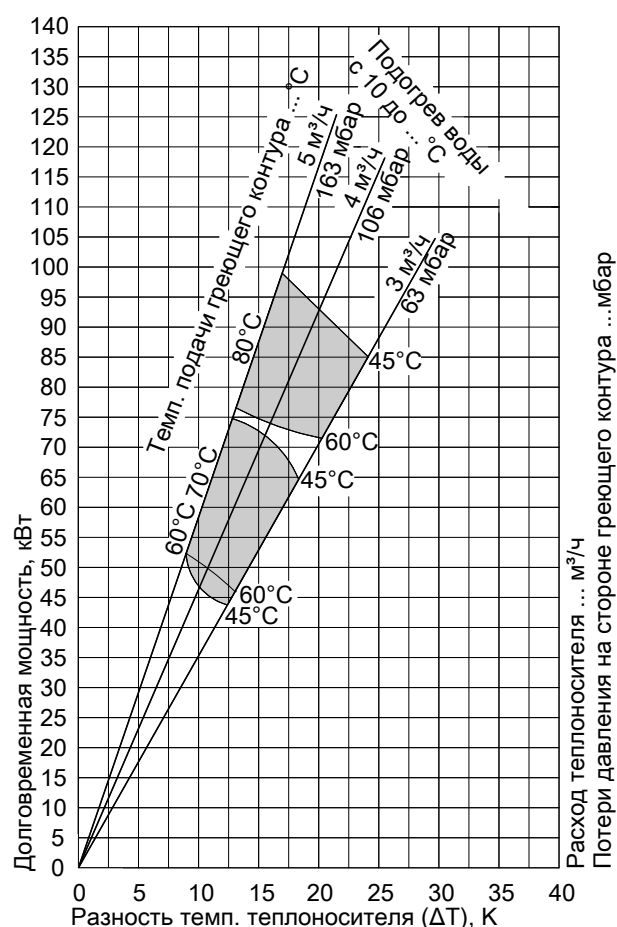 140
135
130
125
120
115
110
105
100
95
90
85
80
75
70
65
60
55
50
45
40
35
30
25
20
15
10
5
0
Долговременная мощность, кВт
0 5 10 15 20 25 30 35 40
Разность темп. теплоносителя (ΔT), К
Темп. подачи греющего контура ... °C
5 м³/ч
163 мбар
4 м³/ч
106 мбар
3 м³/ч
63 мбар
Подогрев воды
с 10 до ... °C
80°C
70°C
60°C
45°C
60°C
45°C
60°C
45°C
Расход теплоносителя ... м³/ч
Потери давления на стороне греющего контура ...мбар